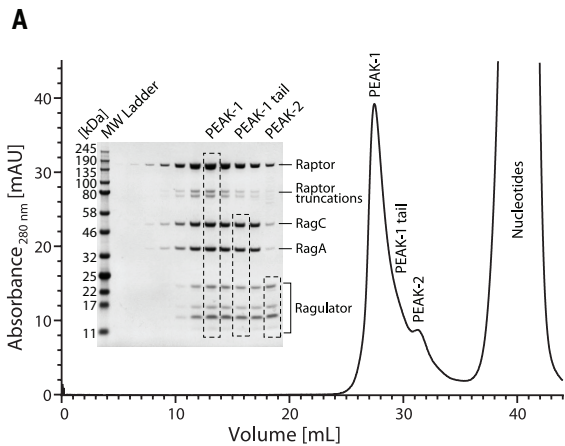 A
Absorbance 280 nm [mAU]
40
30
20
10
0
0
10
20
30
40
Volume [mL]
[kDa]
MW Ladder
PEAK-1
PEAK-1 tail
PEAK-2
245
190
135
100
80
58
46
32
25
22
17
11
Raptor
Raptor
truncations
RagC
RagA
Ragulator
PEAK-1
PEAK-1 tail
PEAK-2
Nucleotides